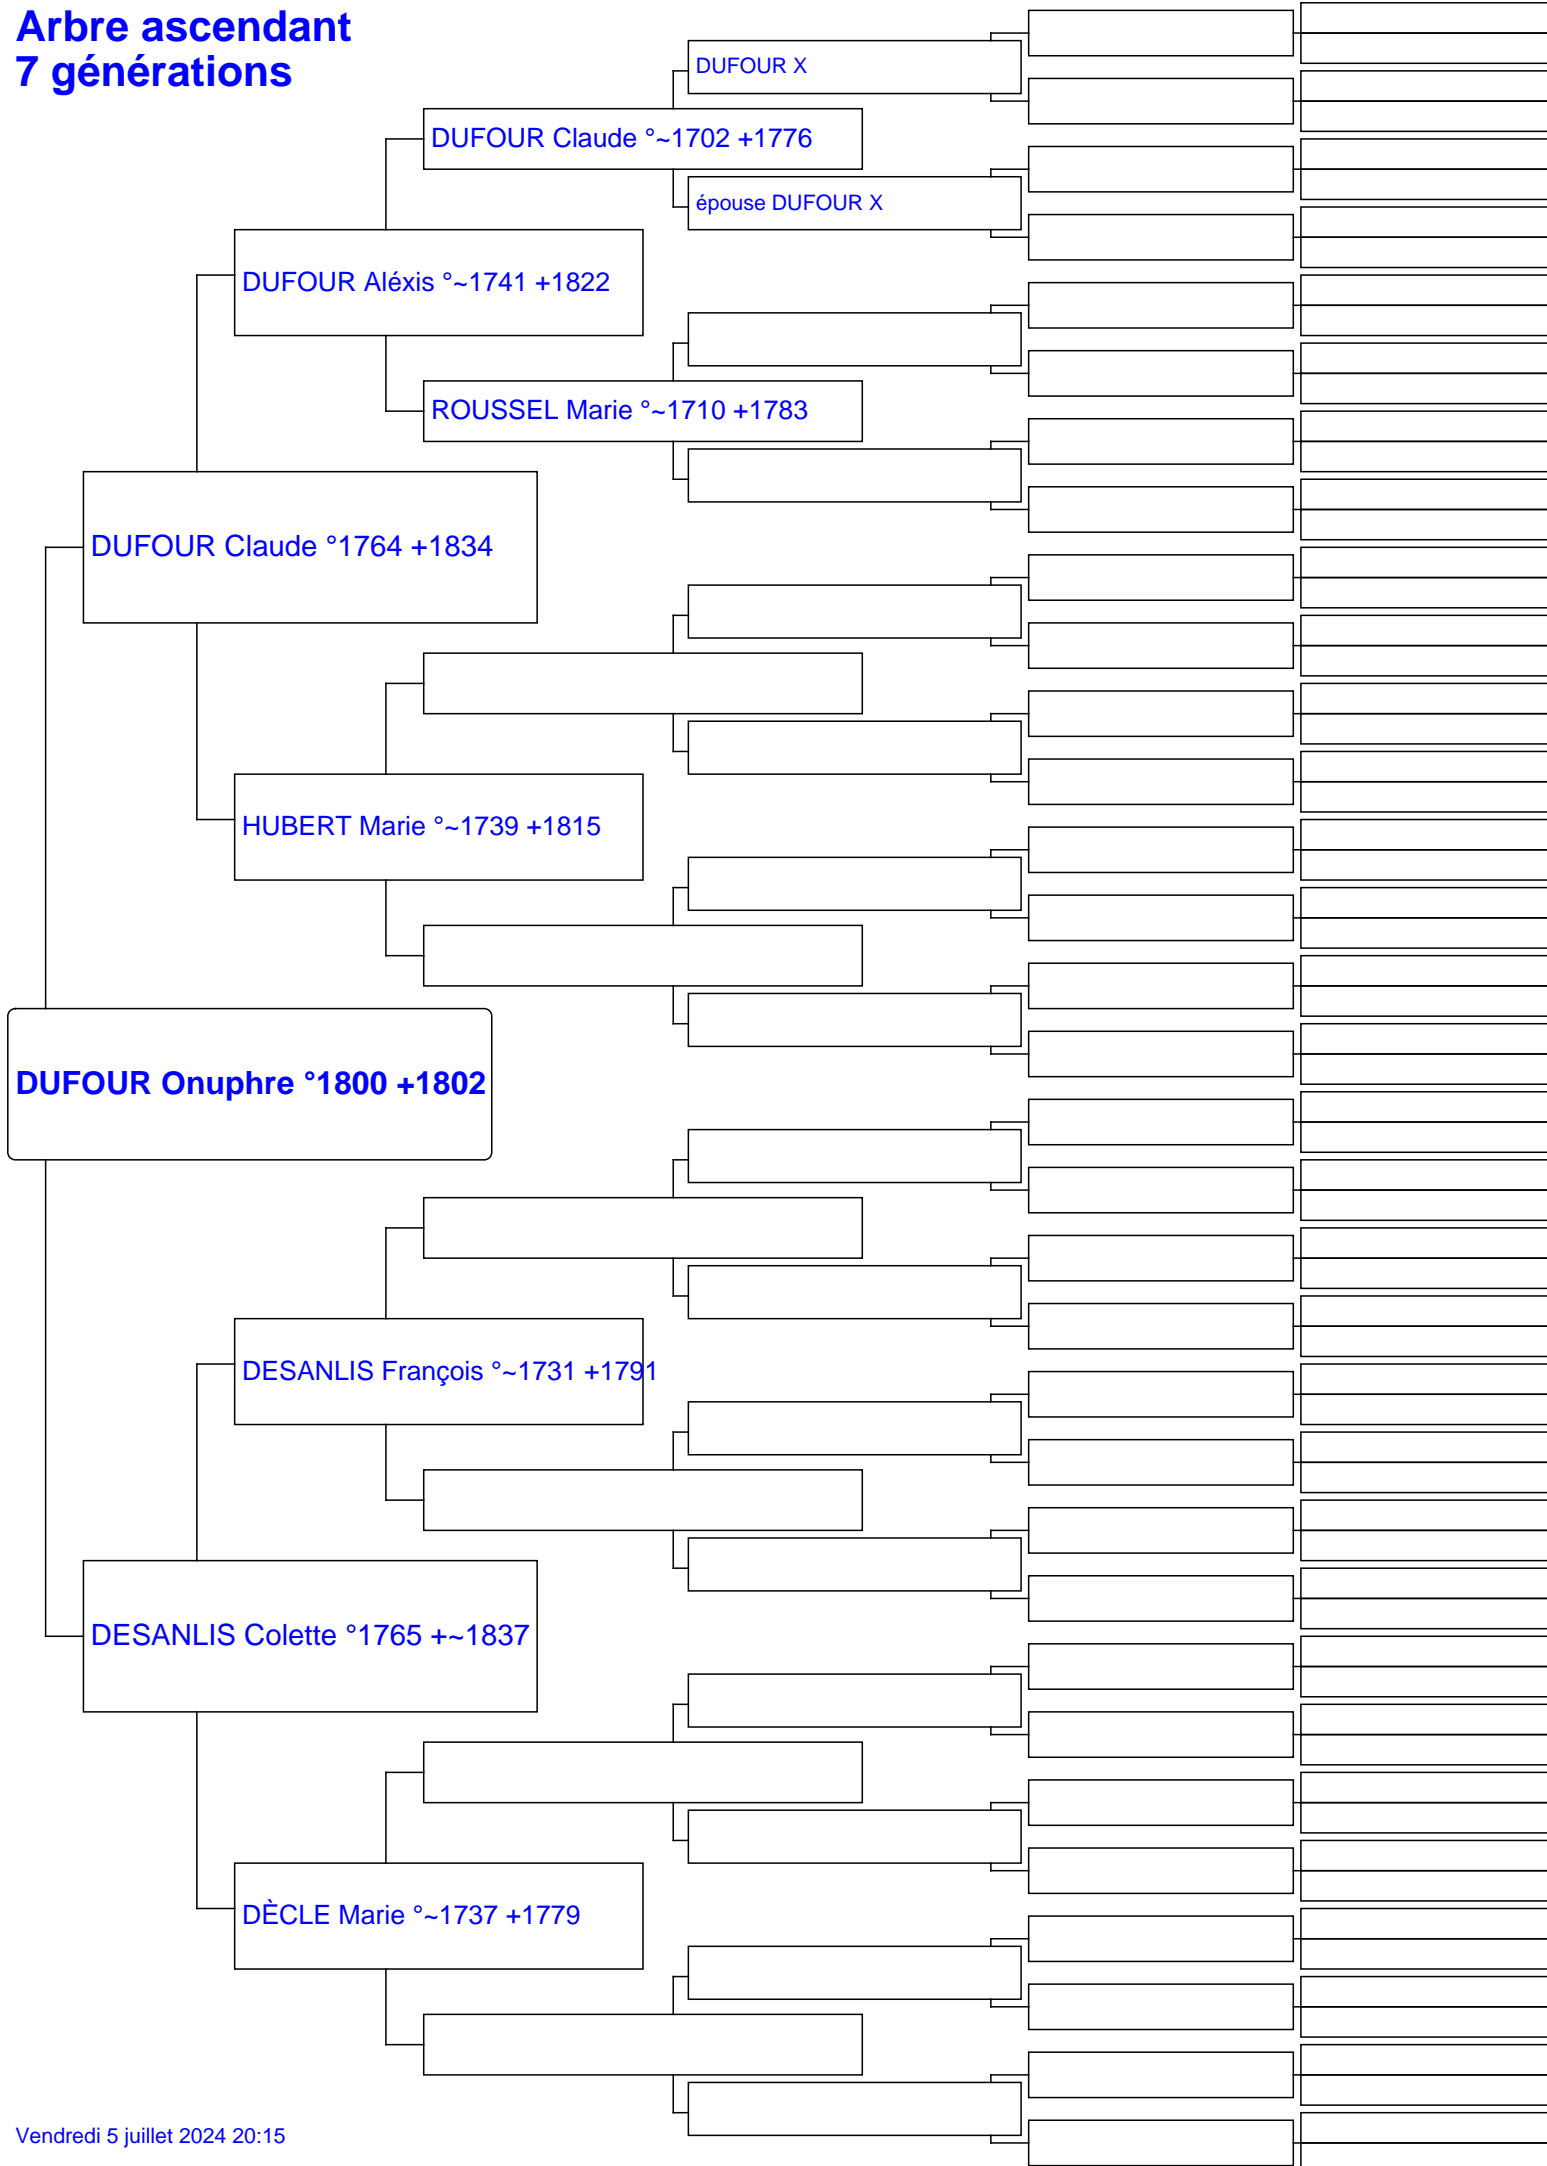 Arbre ascendant
7 générations
DUFOUR X
DUFOUR Claude °~1702 +1776
épouse DUFOUR X
DUFOUR Aléxis °~1741 +1822
ROUSSEL Marie °~1710 +1783
DUFOUR Claude °1764 +1834
HUBERT Marie °~1739 +1815
DUFOUR Onuphre °1800 +1802
DESANLIS François °~1731 +1791
DESANLIS Colette °1765 +~1837
DÈCLE Marie °~1737 +1779
Vendredi 5 juillet 2024 20:15